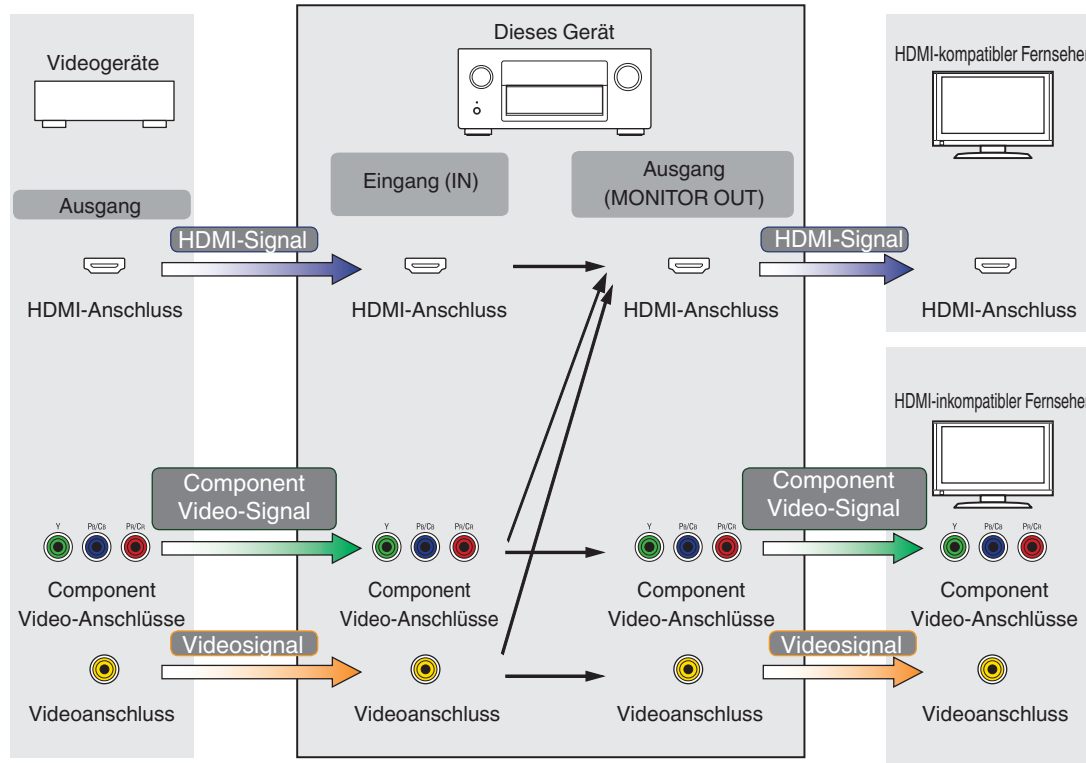 Dieses Gerät
Videogeräte
HDMI-kompatibler Fernseher
Eingang (IN)
Ausgang
(MONITOR OUT)
Ausgang
HDMI-Signal
HDMI-Signal
HDMI-Anschluss
HDMI-Anschluss
HDMI-Anschluss
HDMI-Anschluss
HDMI-inkompatibler Fernseher
Component
Video-Signal
Component
Video-Signal
Y PB/CB PR/CR
Y PB/CB PR/CR
Y PB/CB PR/CR
Y PB/CB PR/CR
Component
Video-Anschlüsse
Component
Video-Anschlüsse
Component
Video-Anschlüsse
Component
Video-Anschlüsse
Videosignal
Videosignal
Videoanschluss
Videoanschluss
Videoanschluss
Videoanschluss